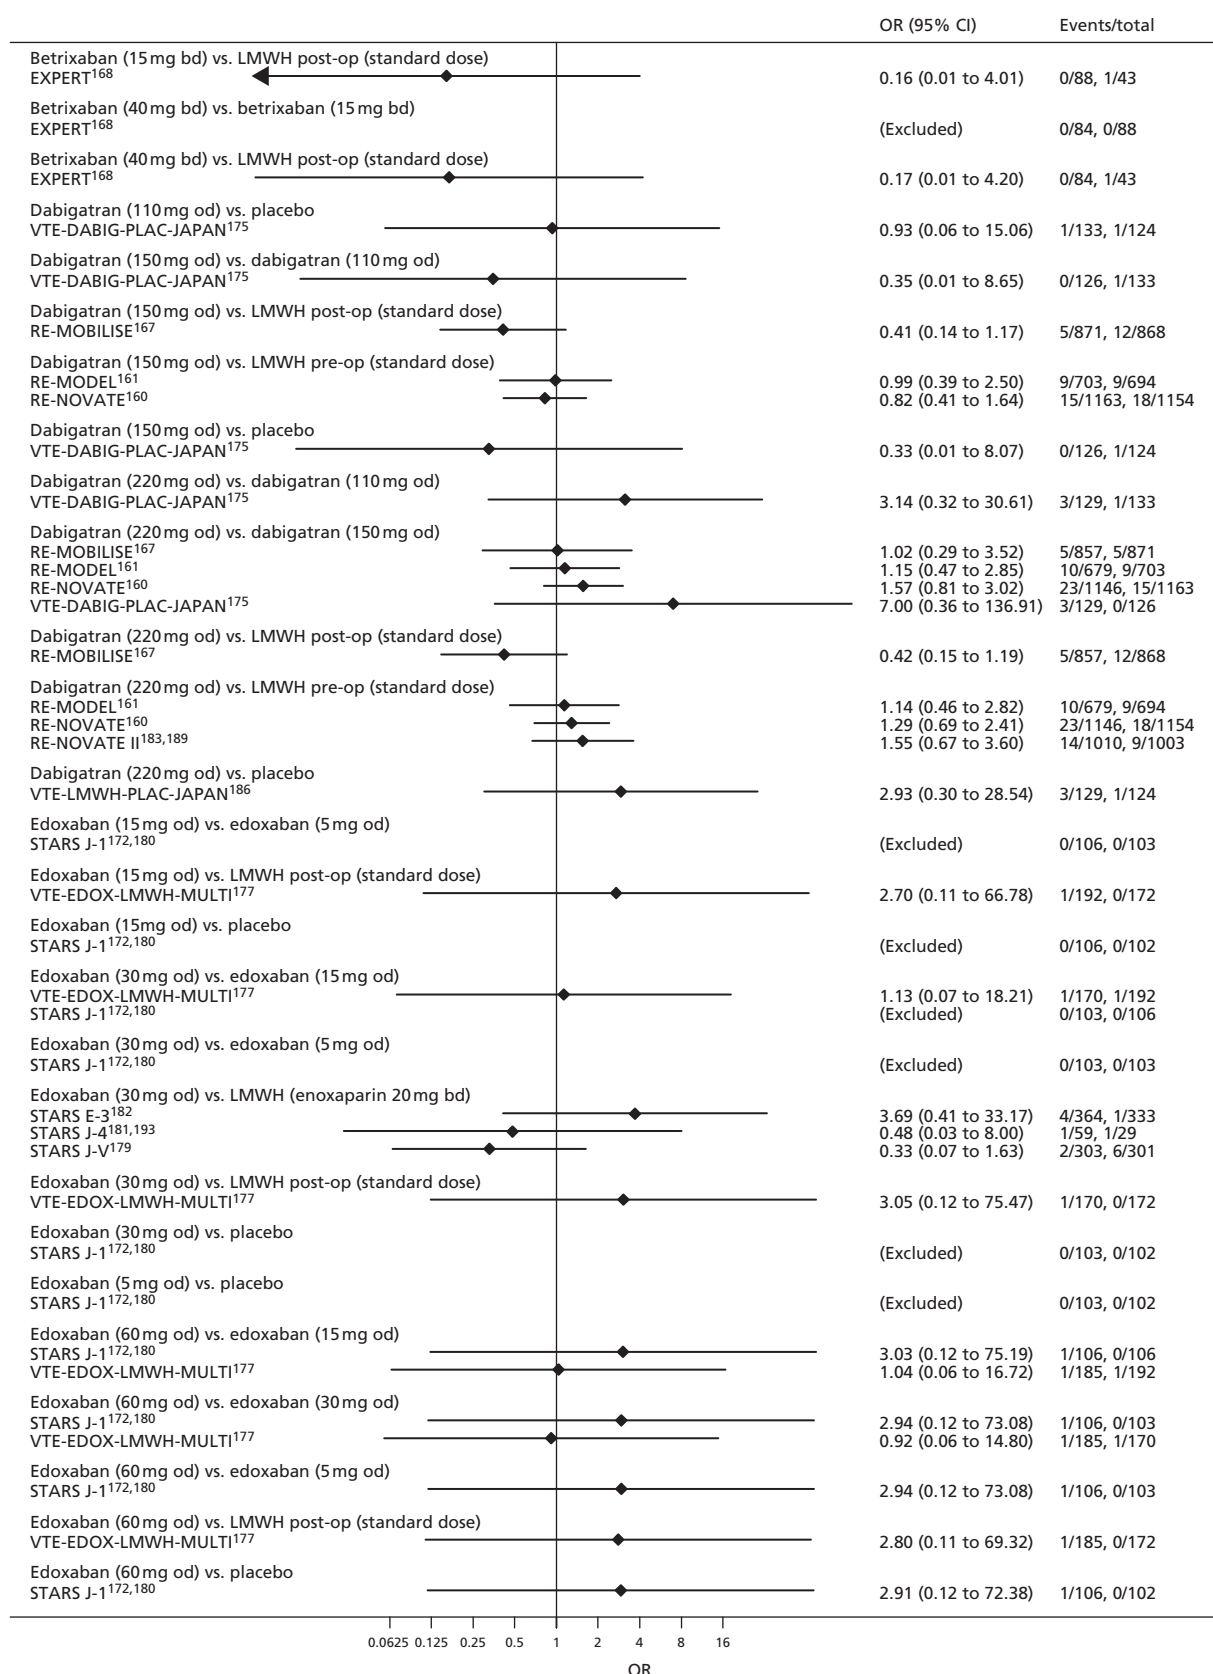 OR (95% CI) Events/total
Betrixaban (15 mg bd) vs. LMWH post-op (standard dose)
EXPERT168 0.16 (0.01 to 4.01) 0/88, 1/43
Betrixaban (40 mg bd) vs. betrixaban (15 mg bd)
EXPERT168 (Excluded) 0/84, 0/88
Betrixaban (40 mg bd) vs. LMWH post-op (standard dose)
EXPERT168 0.17 (0.01 to 4.20) 0/84, 1/43
Dabigatran (110 mg od) vs. placebo
VTE-DABIG-PLAC-JAPAN175 0.93 (0.06 to 15.06) 1/133, 1/124
Dabigatran (150 mg od) vs. dabigatran (110 mg od)
VTE-DABIG-PLAC-JAPAN175 0.35 (0.01 to 8.65) 0/126, 1/133
Dabigatran (150 mg od) vs. LMWH post-op (standard dose)
RE-MOBILISE167 0.41 (0.14 to 1.17) 5/871, 12/868
Dabigatran (150 mg od) vs. LMWH pre-op (standard dose)
RE-MODEL161 0.99 (0.39 to 2.50) 9/703, 9/694
RE-NOVATE160 0.82 (0.41 to 1.64) 15/1163, 18/1154
Dabigatran (150 mg od) vs. placebo
VTE-DABIG-PLAC-JAPAN175 0.33 (0.01 to 8.07) 0/126, 1/124
Dabigatran (220 mg od) vs. dabigatran (110 mg od)
VTE-DABIG-PLAC-JAPAN175 3.14 (0.32 to 30.61) 3/129, 1/133
Dabigatran (220 mg od) vs. dabigatran (150 mg od)
RE-MOBILISE167 1.02 (0.29 to 3.52) 5/857, 5/871
RE-MODEL161 1.15 (0.47 to 2.85) 10/679, 9/703
RE-NOVATE160 1.57 (0.81 to 3.02) 23/1146, 15/1163
VTE-DABIG-PLAC-JAPAN175 7.00 (0.36 to 136.91) 3/129, 0/126
Dabigatran (220 mg od) vs. LMWH post-op (standard dose)
RE-MOBILISE167 0.42 (0.15 to 1.19) 5/857, 12/868
Dabigatran (220 mg od) vs. LMWH pre-op (standard dose)
RE-MODEL161 1.14 (0.46 to 2.82) 10/679, 9/694
RE-NOVATE160 1.29 (0.69 to 2.41) 23/1146, 18/1154
RE-NOVATE II183,189 1.55 (0.67 to 3.60) 14/1010, 9/1003
Dabigatran (220 mg od) vs. placebo
VTE-LMWH-PLAC-JAPAN186 2.93 (0.30 to 28.54) 3/129, 1/124
Edoxaban (15 mg od) vs. edoxaban (5 mg od)
STARS J-1172,180 (Excluded) 0/106, 0/103
Edoxaban (15 mg od) vs. LMWH post-op (standard dose)
VTE-EDOX-LMWH-MULTI177 2.70 (0.11 to 66.78) 1/192, 0/172
Edoxaban (15mg od) vs. placebo
STARS J-1172,180 (Excluded) 0/106, 0/102
Edoxaban (30 mg od) vs. edoxaban (15 mg od)
VTE-EDOX-LMWH-MULTI177 1.13 (0.07 to 18.21) 1/170, 1/192
STARS J-1172,180 (Excluded) 0/103, 0/106
Edoxaban (30 mg od) vs. edoxaban (5 mg od)
STARS J-1172,180 (Excluded) 0/103, 0/103
Edoxaban (30 mg od) vs. LMWH (enoxaparin 20 mg bd)
STARS E-3182 3.69 (0.41 to 33.17) 4/364, 1/333
STARS J-4181,193 0.48 (0.03 to 8.00) 1/59, 1/29
STARS J-V179 0.33 (0.07 to 1.63) 2/303, 6/301
Edoxaban (30 mg od) vs. LMWH post-op (standard dose)
VTE-EDOX-LMWH-MULTI177 3.05 (0.12 to 75.47) 1/170, 0/172
Edoxaban (30 mg od) vs. placebo
STARS J-1172,180 (Excluded) 0/103, 0/102
Edoxaban (5 mg od) vs. placebo
STARS J-1172,180 (Excluded) 0/103, 0/102
Edoxaban (60 mg od) vs. edoxaban (15 mg od)
STARS J-1172,180 3.03 (0.12 to 75.19) 1/106, 0/106
VTE-EDOX-LMWH-MULTI177 1.04 (0.06 to 16.72) 1/185, 1/192
Edoxaban (60 mg od) vs. edoxaban (30 mg od)
STARS J-1172,180 2.94 (0.12 to 73.08) 1/106, 0/103
VTE-EDOX-LMWH-MULTI177 0.92 (0.06 to 14.80) 1/185, 1/170
Edoxaban (60 mg od) vs. edoxaban (5 mg od)
STARS J-1172,180 2.94 (0.12 to 73.08) 1/106, 0/103
Edoxaban (60 mg od) vs. LMWH post-op (standard dose)
VTE-EDOX-LMWH-MULTI177 2.80 (0.11 to 69.32) 1/185, 0/172
Edoxaban (60 mg od) vs. placebo
STARS J-1172,180 2.91 (0.12 to 72.38) 1/106, 0/102
0.0625 0.125 0.25 0.5 1 2 4 8 16
OR